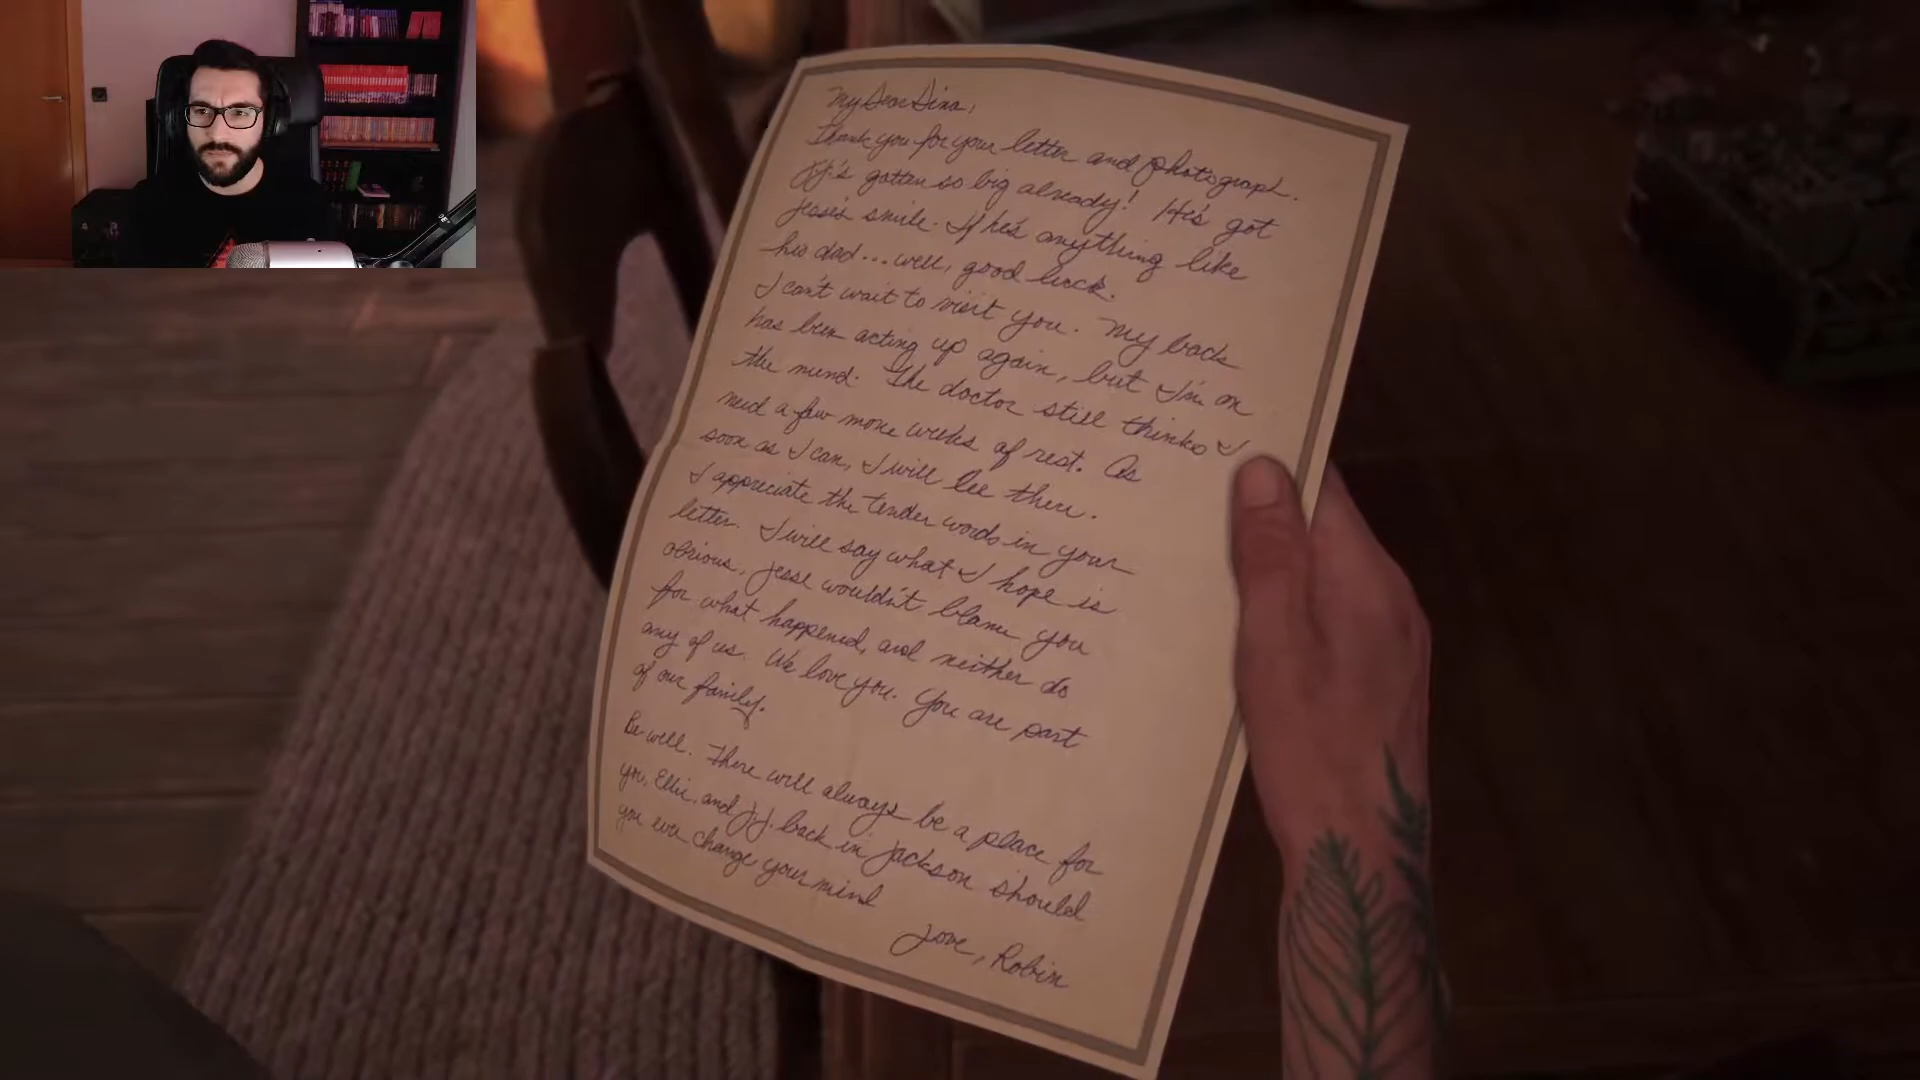 My Dear Dina,
Thank you for your letter and photograph.
JJ's gotten so big already! He's got
Jesse's smile. If he's anything like
his dad... well, good luck.
I can't wait to visit you. My back
has been acting up again, but I'm on
the mend. The doctor still thinks I
need a few more weeks of rest. As
soon as I can, I will be there.
I appreciate the tender words in your
letter. I will say what I hope is
obvious, Jesse wouldn't blame you
for what happened, and neither do
any of us. We love you. You are part
of our family.
Be well. There will always be a place for
you, Ellie, and J.J. back in Jackson should
you ever change your mind
Love, Robin